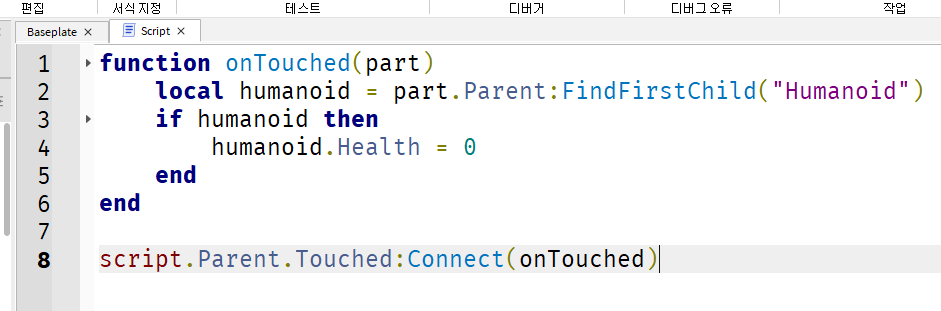 편집 서식 지정 테스트 디버거 디버그 오류 작업
Baseplate × Script ×
1 function onTouched(part)
2 local humanoid = part.Parent:FindFirstChild("Humanoid")
3 if humanoid then
4 humanoid.Health = 0
5 end
6 end
7
8 script.Parent.Touched:Connect(onTouched)